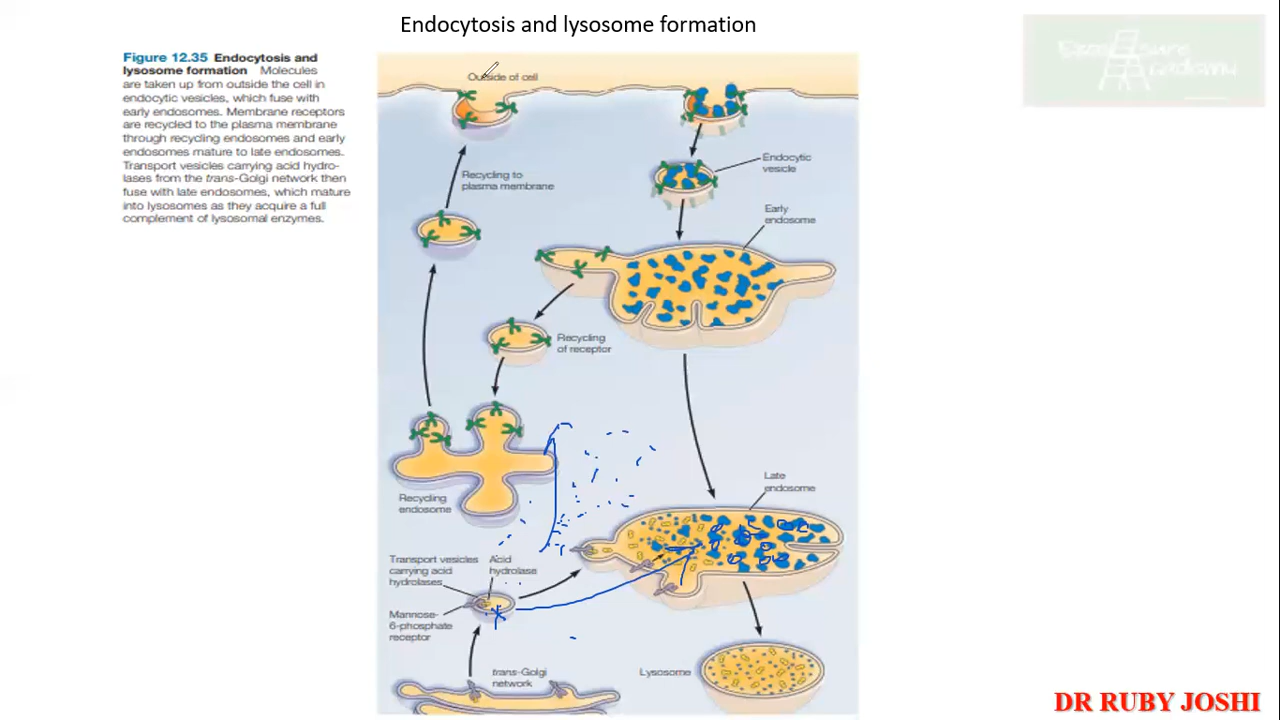 Endocytosis and lysosome formation
Figure 12.35 Endocytosis and
lysosome formation Molecules
are taken up from outside the cell in
endocytic vesicles, which fuse with
early endosomes. Membrane receptors
are recycled to the plasma membrane
through recycling endosomes and early
endosomes mature to late endosomes.
Transport vesicles carrying acid hydro-
lases from the trans-Golgi network then
fuse with late endosomes, which mature
into lysosomes as they acquire a full
complement of lysosomal enzymes.
Outside of cell
Endocytic
vesicle
Recycling to
plasma membrane
Early
endosome
Recycling
of receptor
Late
endosome
Recycling
endosome
Transport vesicles
carrying acid
hydrolases
Acid
hydrolase
Mannose-
6-phosphate
receptor
trans-Golgi
network
Lysosome
DR RUBY JOSHI